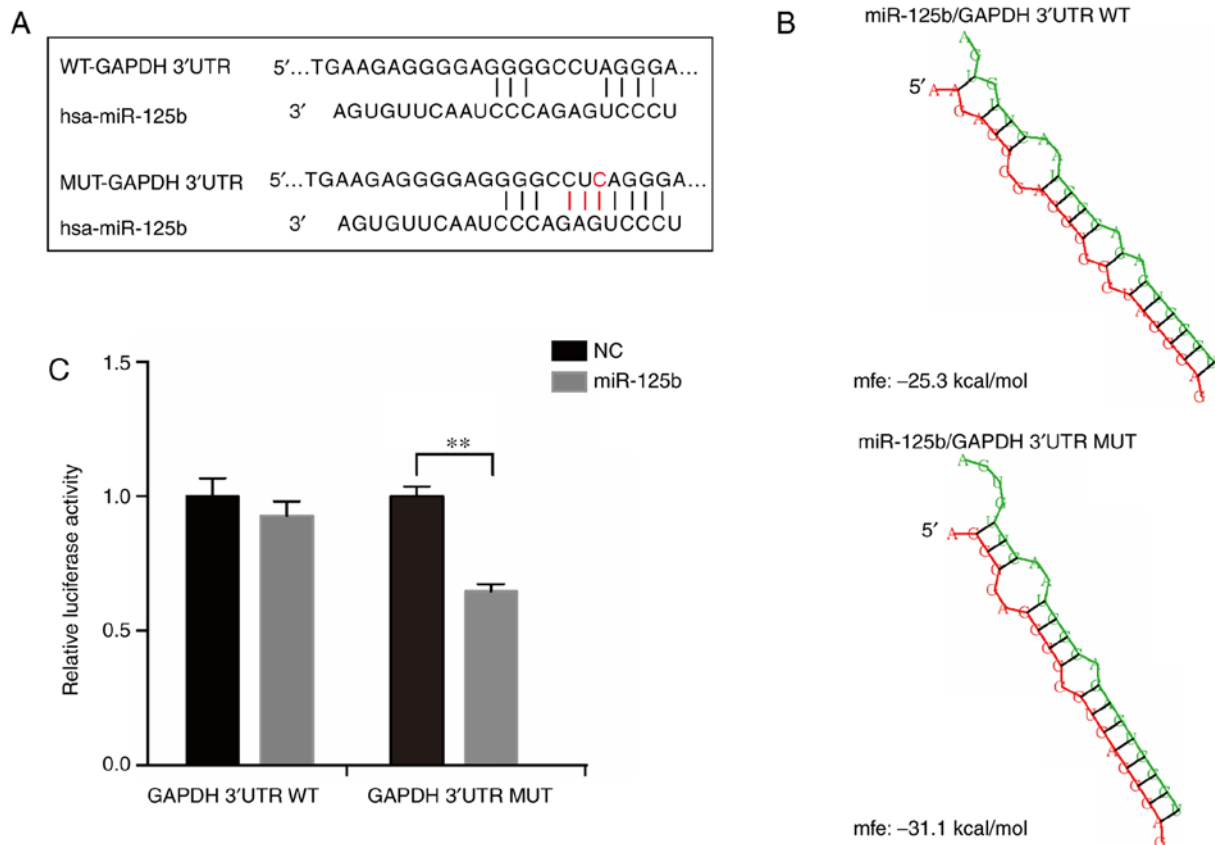 A
WT-GAPDH 3′UTR 5′...TGAAGAGGGGAGGGGCCUAGGGA...
hsa-miR-125b 3′ AGUGUUCAAUCCCAGAGUCCCU
MUT-GAPDH 3′UTR 5′...TGAAGAGGGGAGGGGCCUCAGGGA...
hsa-miR-125b 3′ AGUGUUCAAUCCCAGAGUCCCU
B
miR-125b/GAPDH 3′UTR WT
5′
mfe: −25.3 kcal/mol
miR-125b/GAPDH 3′UTR MUT
5′
mfe: −31.1 kcal/mol
C
NC
miR-125b
**
Relative luciferase activity
1.5
1.0
0.5
0.0
GAPDH 3′UTR WT
GAPDH 3′UTR MUT